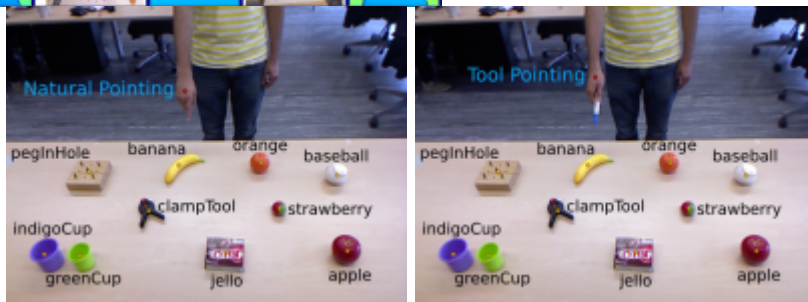 Natural Pointing
pegInHole
banana
orange
baseball
clampTool
strawberry
indigoCup
greenCup
jello
apple
Tool Pointing
pegInHole
banana
orange
baseball
clampTool
strawberry
indigoCup
greenCup
jello
apple